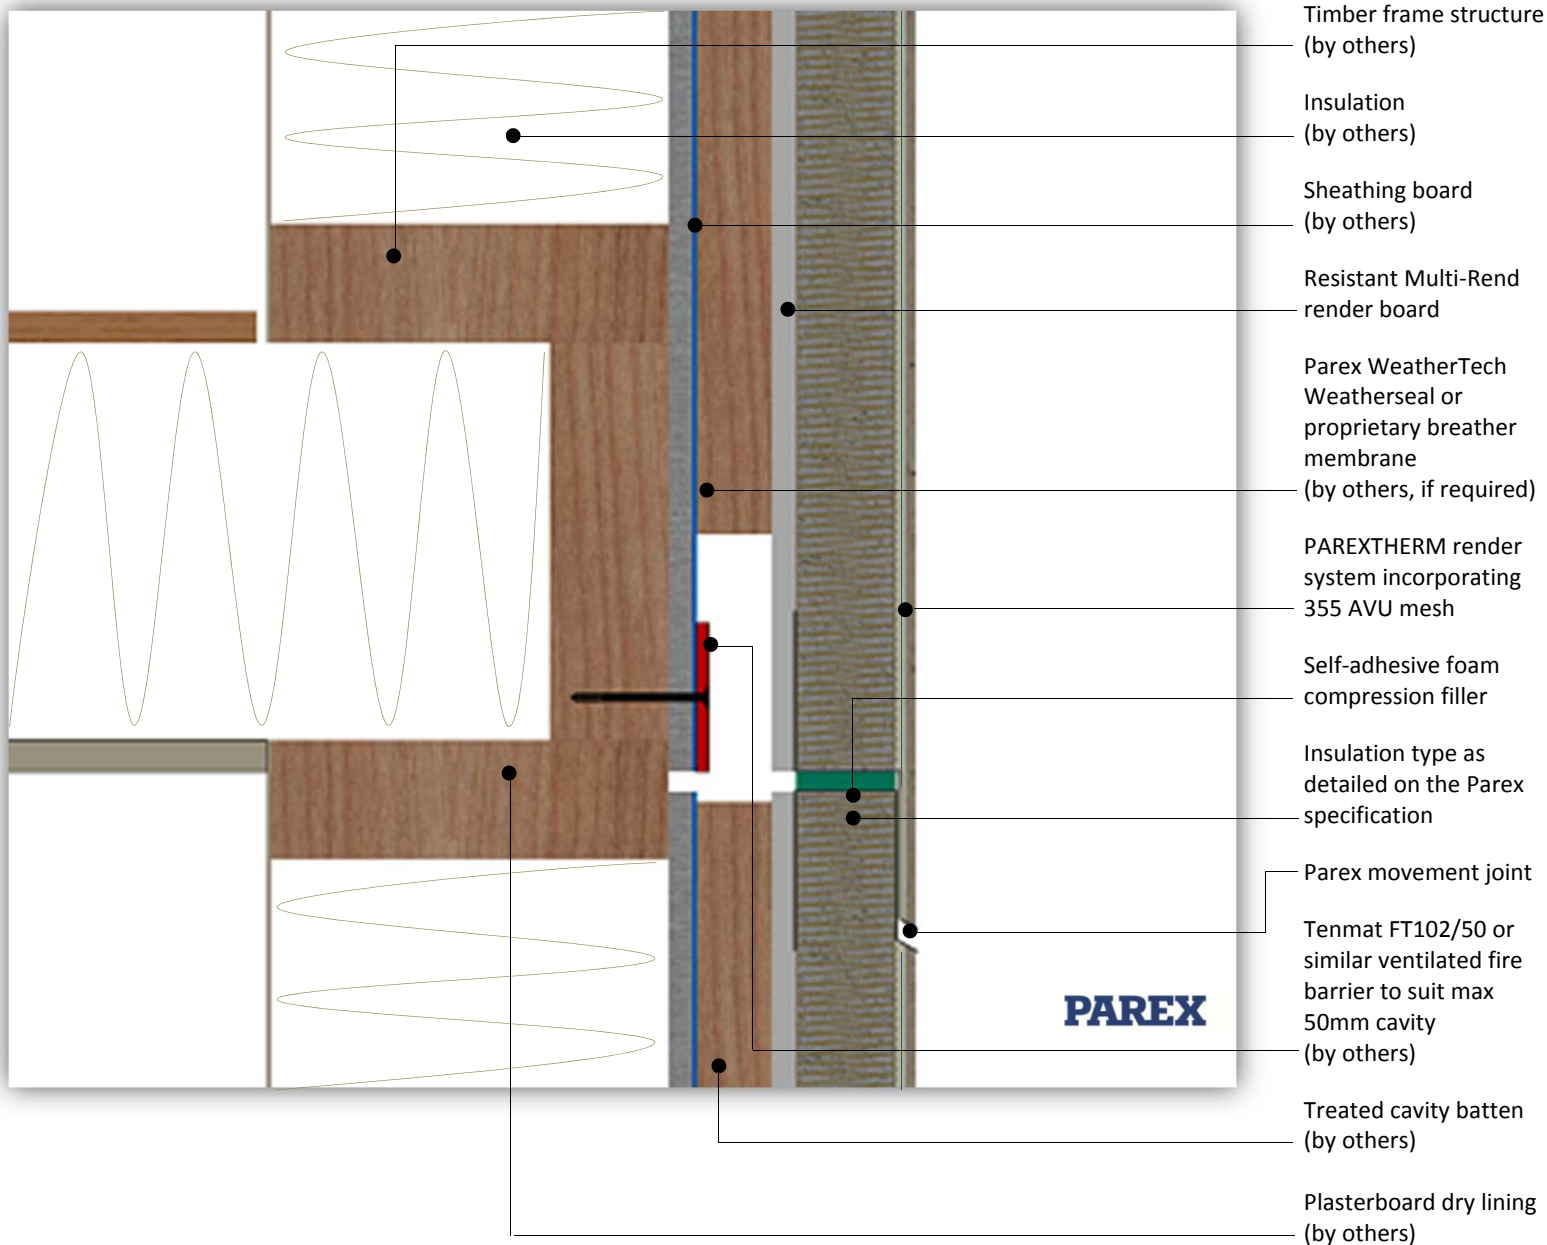 Timber frame structure
(by others)
Insulation
(by others)
Sheathing board
(by others)
Resistant Multi-Rend
render board
Parex WeatherTech
Weatherseal or
proprietary breather
membrane
(by others, if required)
PAREXTHERM render
system incorporating
355 AVU mesh
Self-adhesive foam
compression filler
Insulation type as
detailed on the Parex
specification
Parex movement joint
Tenmat FT102/50 or
similar ventilated fire
barrier to suit max
50mm cavity
(by others)
Treated cavity batten
(by others)
Plasterboard dry lining
(by others)
PAREX